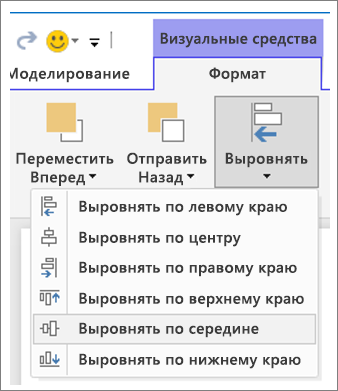 Визуальные средства
Моделирование
Формат
Переместить Вперед
Отправить Назад
Выровнять
Выровнять по левому краю
Выровнять по центру
Выровнять по правому краю
Выровнять по верхнему краю
Выровнять по середине
Выровнять по нижнему краю